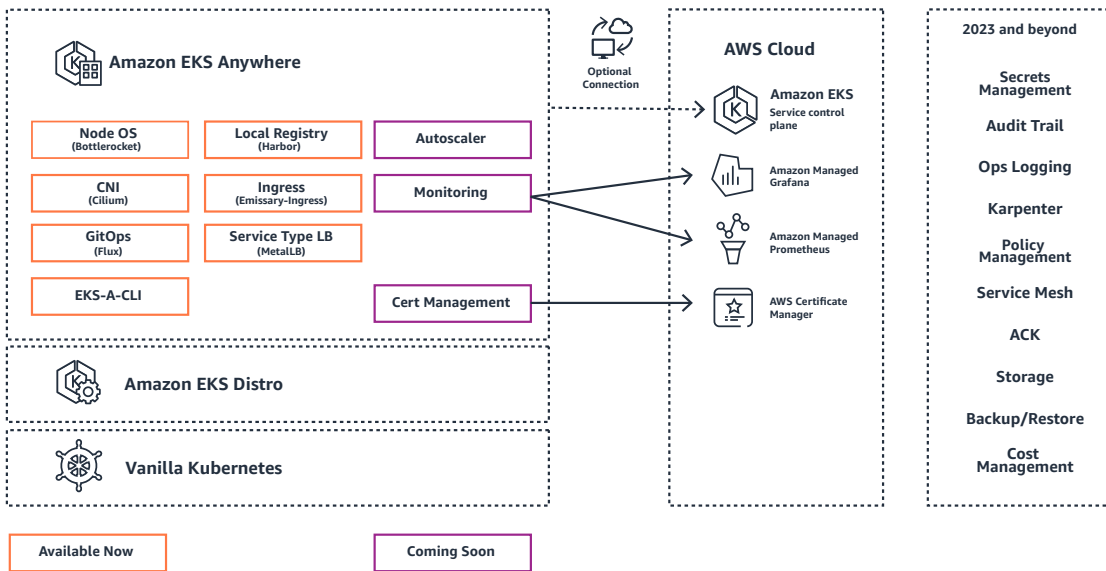 Amazon EKS Anywhere
Node OS
(Bottlerocket)
Local Registry
(Harbor)
Autoscaler
CNI
(Cilium)
Ingress
(Emissary-Ingress)
Monitoring
GitOps
(Flux)
Service Type LB
(MetalLB)
EKS-A-CLI
Cert Management
Amazon EKS Distro
Vanilla Kubernetes
Available Now
Coming Soon
Optional
Connection
AWS Cloud
Amazon EKS
Service control
plane
Amazon Managed
Grafana
Amazon Managed
Prometheus
AWS Certificate
Manager
2023 and beyond
Secrets
Management
Audit Trail
Ops Logging
Karpenter
Policy
Management
Service Mesh
ACK
Storage
Backup/Restore
Cost
Management